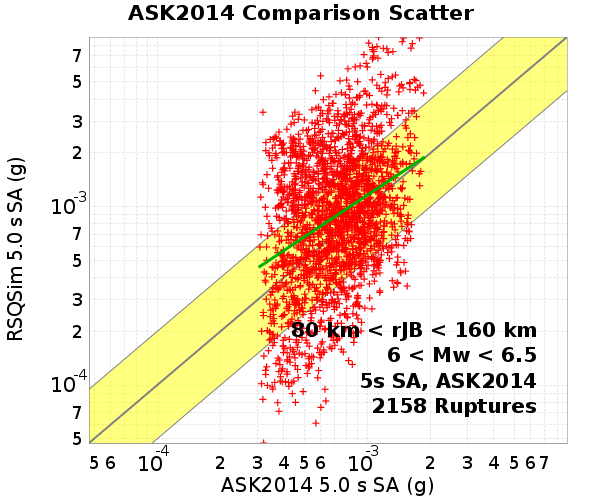 ASK2014 Comparison Scatter
RSQSim 5.0 s SA (g)
7
5
3
2
10-3
7
5
3
2
10-4
7
5
80 km < rJB < 160 km
6 < Mw < 6.5
5s SA, ASK2014
2158 Ruptures
5 6 10-4 2 3 4 5 6 10-3 2 3 4 5 6 7
ASK2014 5.0 s SA (g)